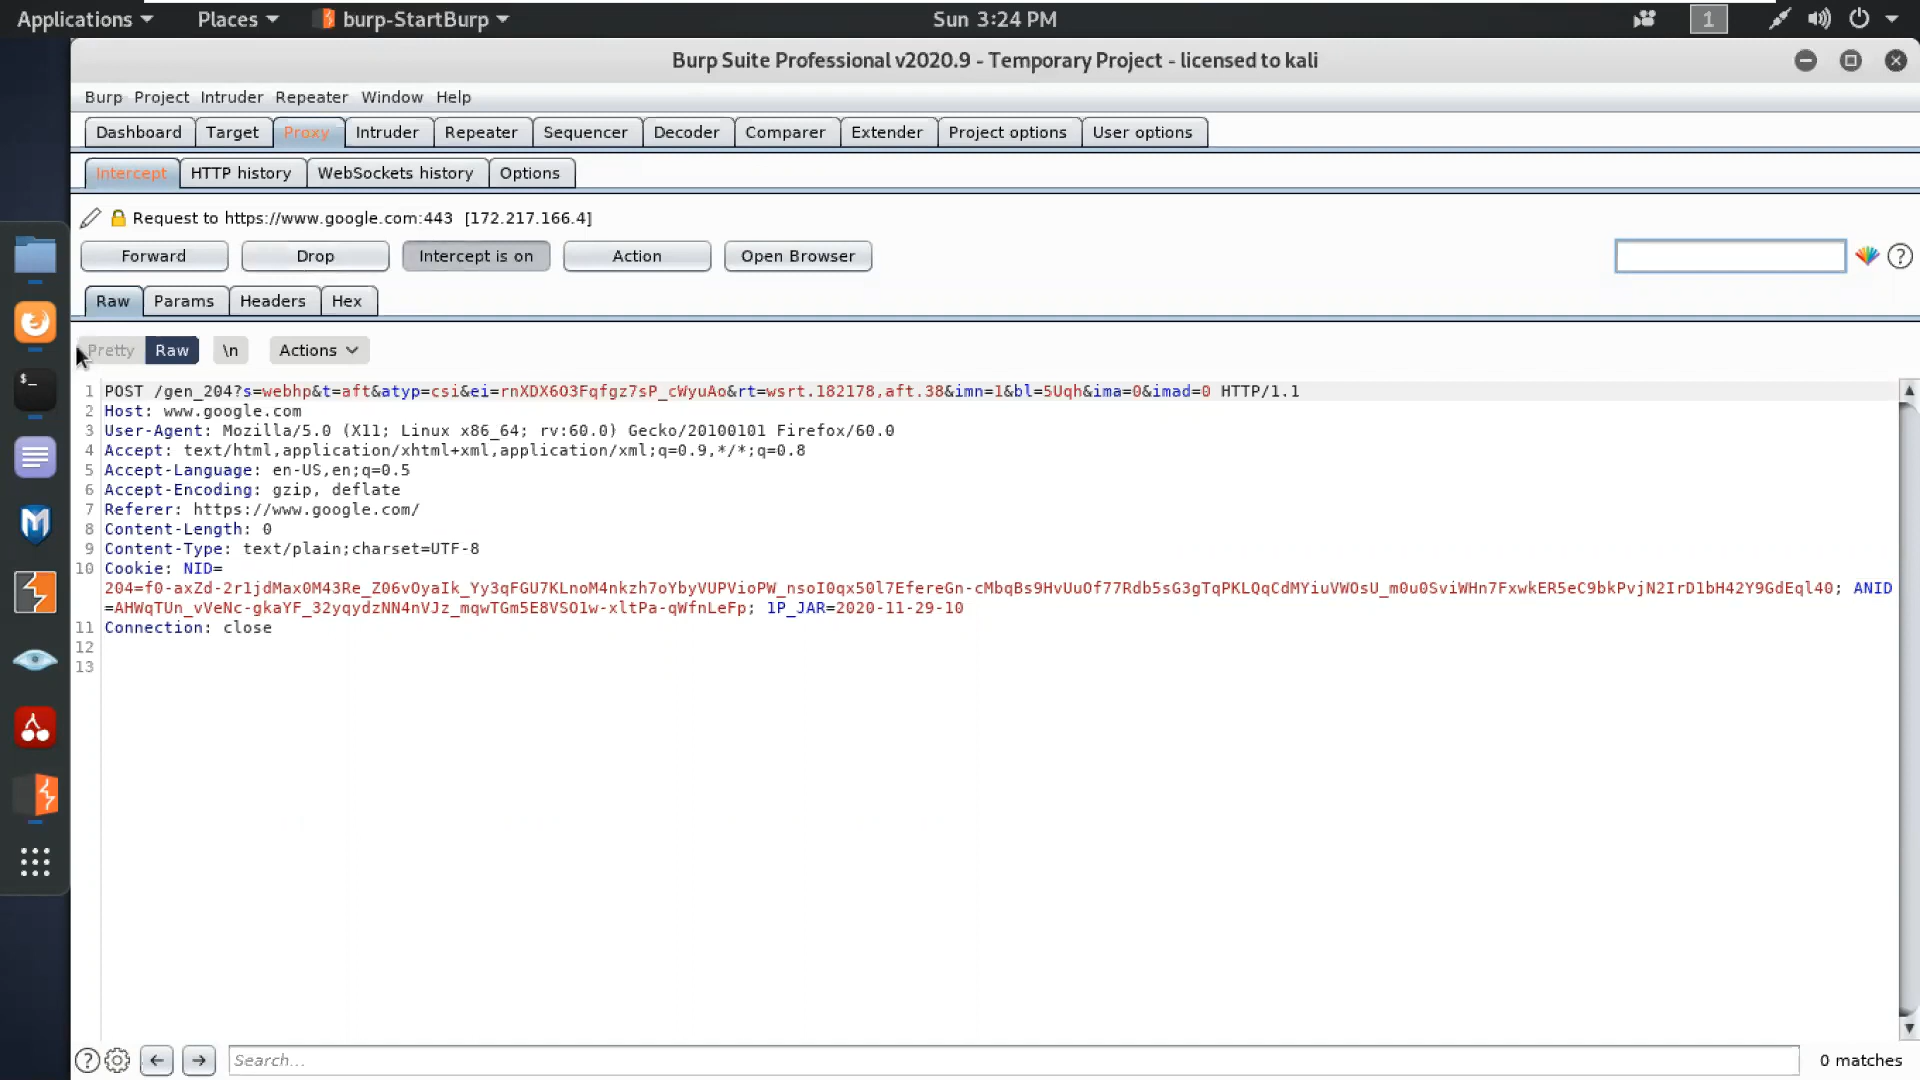 Applications Places burp-StartBurp Sun 3:24 PM 1
Burp Suite Professional v2020.9 - Temporary Project - licensed to kali
Burp Project Intruder Repeater Window Help
Dashboard Target Proxy Intruder Repeater Sequencer Decoder Comparer Extender Project options User options
Intercept HTTP history WebSockets history Options
Request to https://www.google.com:443 [172.217.166.4]
Forward Drop Intercept is on Action Open Browser ?
Raw Params Headers Hex
Pretty Raw \n Actions
1 POST /gen_204?s=webhp&t=aft&atyp=csi&ei=rnXDX6O3Fqfgz7sP_cWyuAo&rt=wsrt.182178,aft.38&imn=1&bl=5Uqh&ima=0&imad=0 HTTP/1.1
2 Host: www.google.com
3 User-Agent: Mozilla/5.0 (X11; Linux x86_64; rv:60.0) Gecko/20100101 Firefox/60.0
4 Accept: text/html,application/xhtml+xml,application/xml;q=0.9,*/*;q=0.8
5 Accept-Language: en-US,en;q=0.5
6 Accept-Encoding: gzip, deflate
7 Referer: https://www.google.com/
8 Content-Length: 0
9 Content-Type: text/plain;charset=UTF-8
10 Cookie: NID=
204=f0-axZd-2r1jdMax0M43Re_Z06vOyaIk_Yy3qFGU7KLnoM4nkzh7oYbyVUPVioPW_nsoI0qx50l7EfereGn-cMbqBs9HvUuOf77Rdb5sG3gTqPKLQqCdMYiuVWOsU_m0u0SviWHn7FxwkER5eC9bkPvjN2IrD1bH42Y9GdEql40; ANID
=AHWqTUn_vVeNc-gkaYF_32yqydzNN4nVJz_mqwTGm5E8VSO1w-xltPa-qWfnLeFp; 1P_JAR=2020-11-29-10
11 Connection: close
12
13
? Search... 0 matches